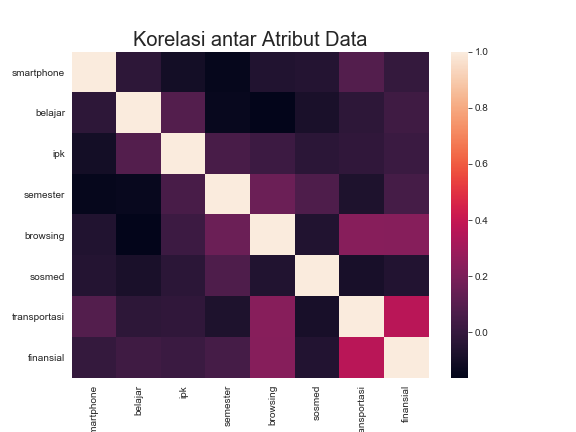 Korelasi antar Atribut Data
smartphone
belajar
ipk
semester
browsing
sosmed
transportasi
finansial
martphone
belajar
ipk
semester
browsing
sosmed
ansportasi
finansial
1.0
0.8
0.6
0.4
0.2
0.0